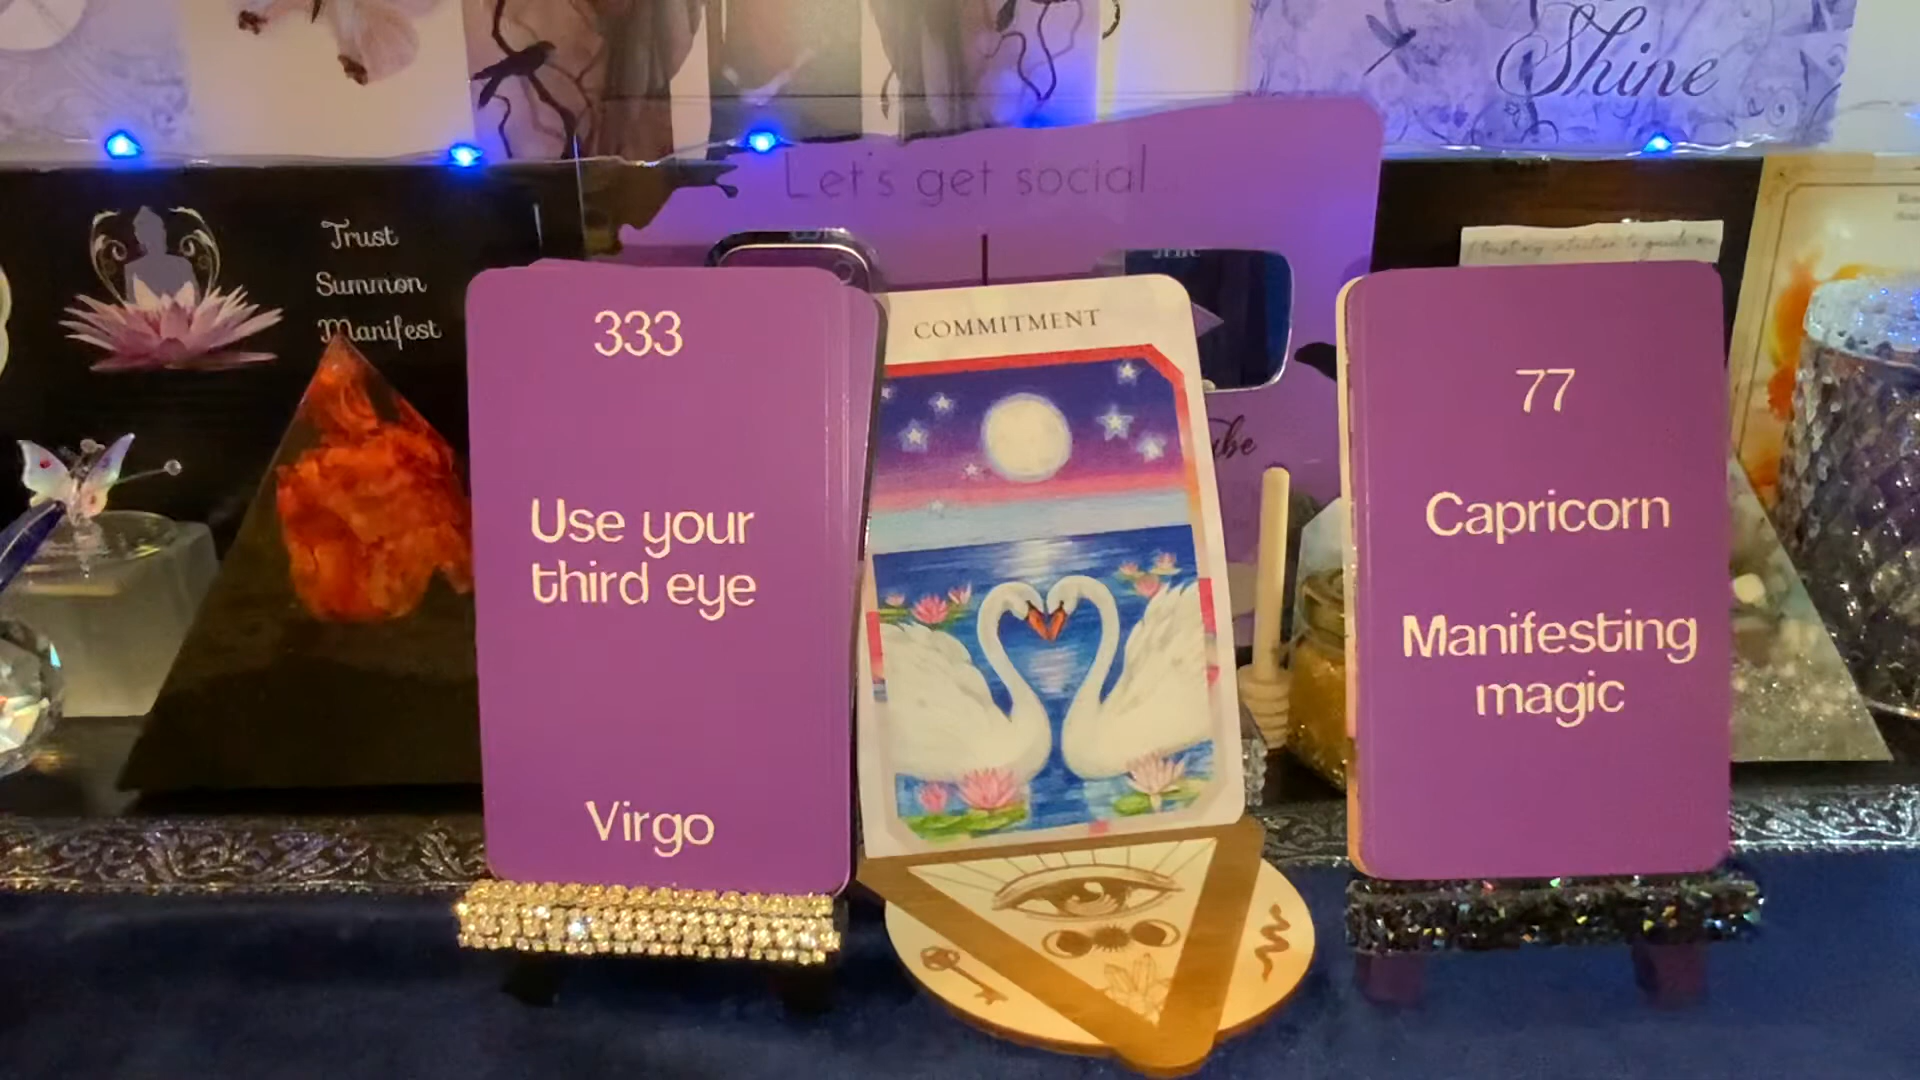 Shine
Let's get social...
Trust
Summon
Manifest
333
Use your
third eye
Virgo
COMMITMENT
77
Capricorn
Manifesting
magic